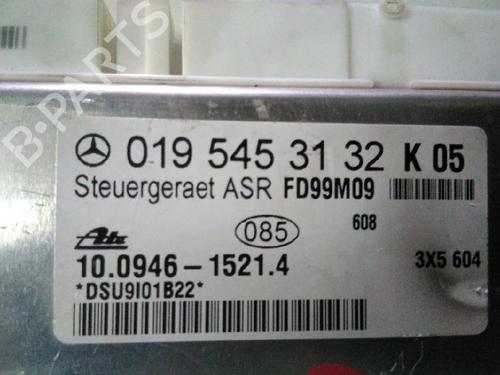 B-PARTS
019 545 31 32 K 05
Steuergeraet ASR FD99M09
085
608
Ate
10.0946-1521.4
3X5 604
*DSU9I01B22*